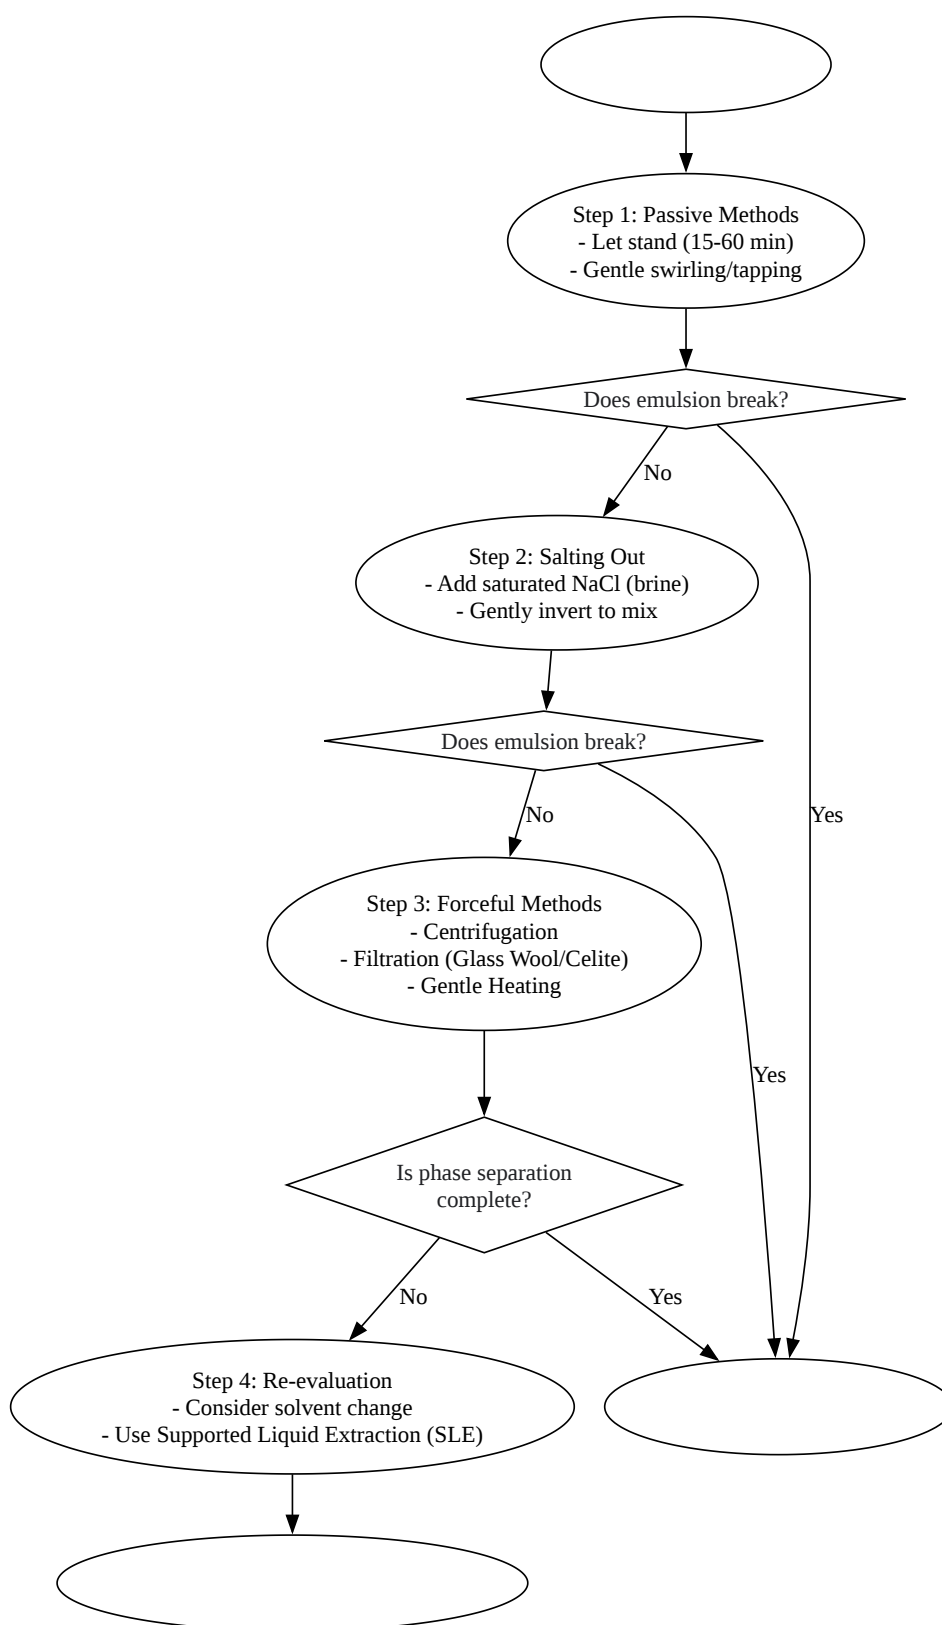 Step 1: Passive Methods
- Let stand (15-60 min)
- Gentle swirling/tapping
Does emulsion break?
No
Step 2: Salting Out
- Add saturated NaCl (brine)
- Gently invert to mix
Does emulsion break?
No
Yes
Step 3: Forceful Methods
- Centrifugation
- Filtration (Glass Wool/Celite)
- Gentle Heating
Yes
Is phase separation
complete?
No
Yes
Step 4: Re-evaluation
- Consider solvent change
- Use Supported Liquid Extraction (SLE)